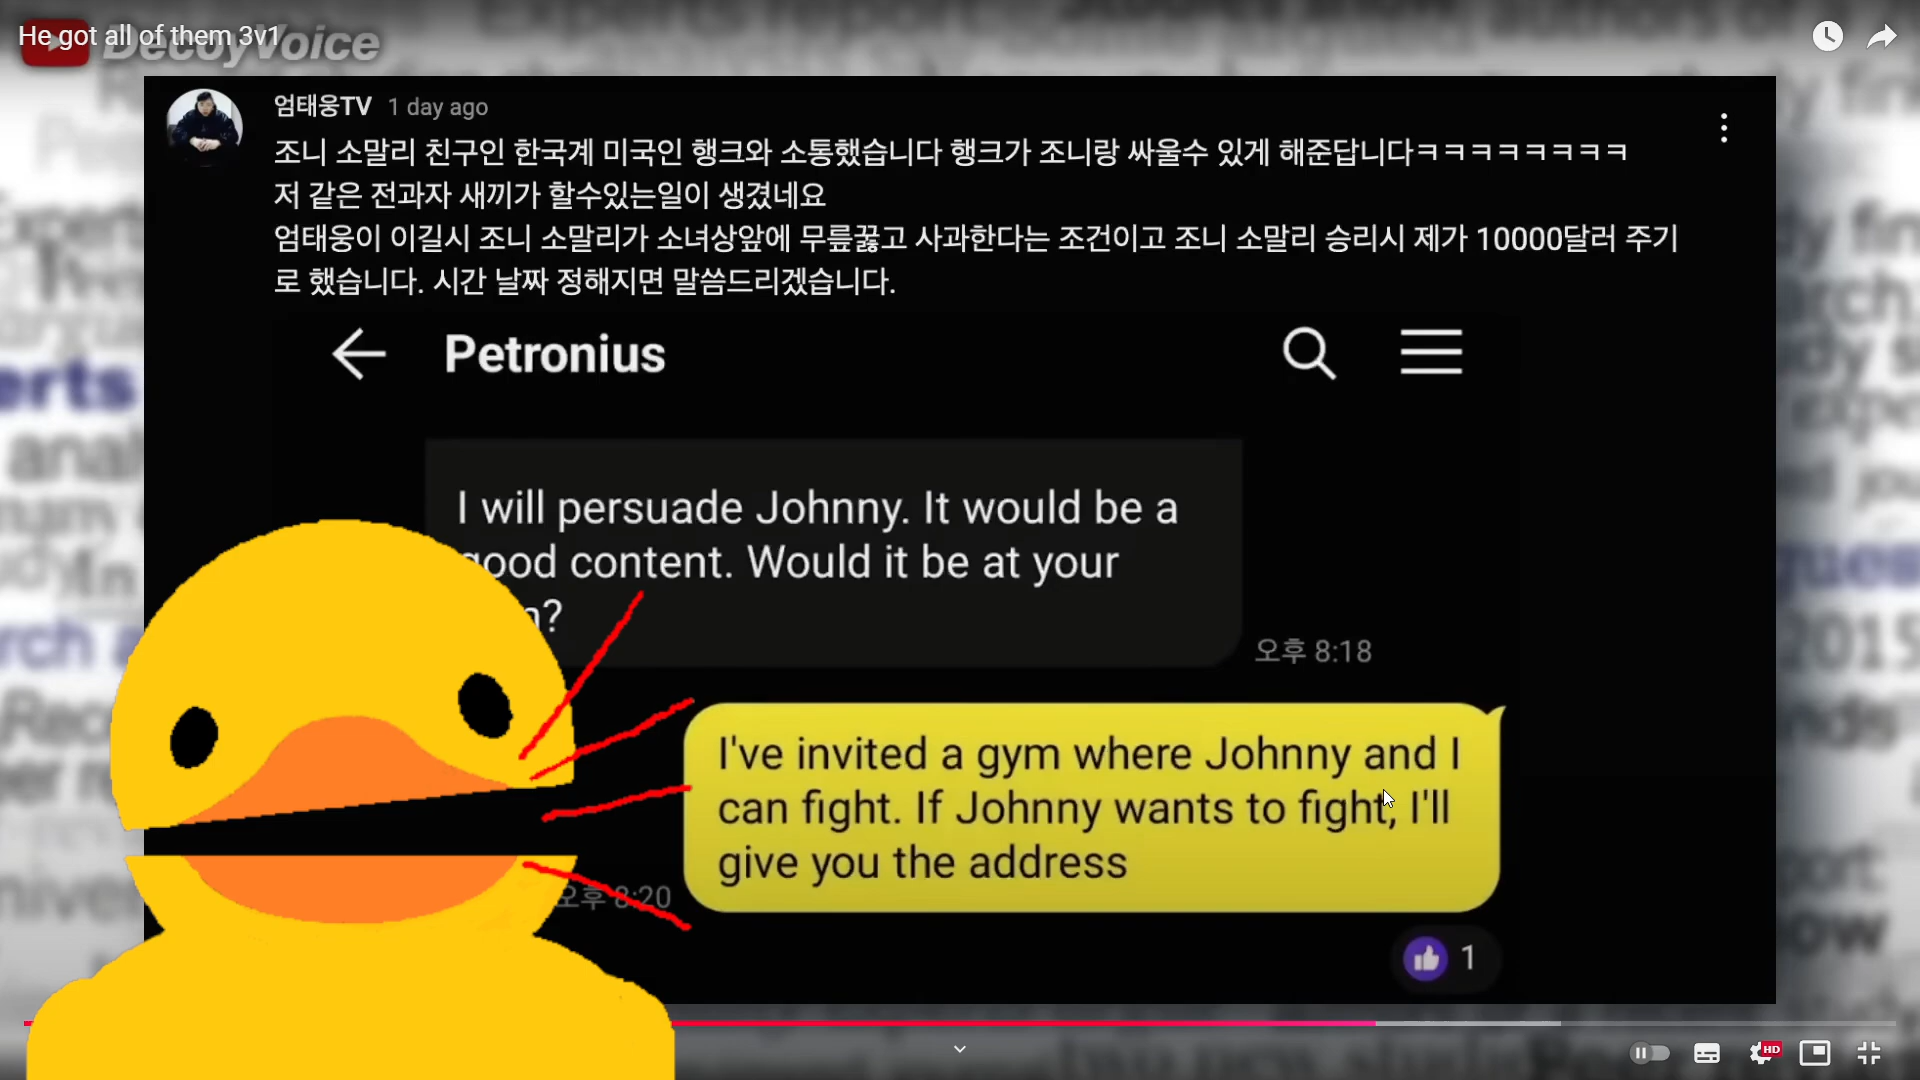 He got all of them 3v1
DecoyVoice
엄태웅TV 1 day ago
조니 소말리 친구인 한국계 미국인 행크와 소통했습니다 행크가 조니랑 싸울수 있게 해준답니다ㅋㅋㅋㅋㅋㅋㅋㅋ
저 같은 전과자 새끼가 할수있는일이 생겼네요
엄태웅이 이길시 조니 소말리가 소녀상앞에 무릎꿇고 사과한다는 조건이고 조니 소말리 승리시 제가 10000달러 주기
로 했습니다. 시간 날짜 정해지면 말씀드리겠습니다.
Petronius
I will persuade Johnny. It would be a
good content. Would it be at your
오후 8:18
I've invited a gym where Johnny and I
can fight. If Johnny wants to fight, I'll
give you the address
오후 8:20
1
HD